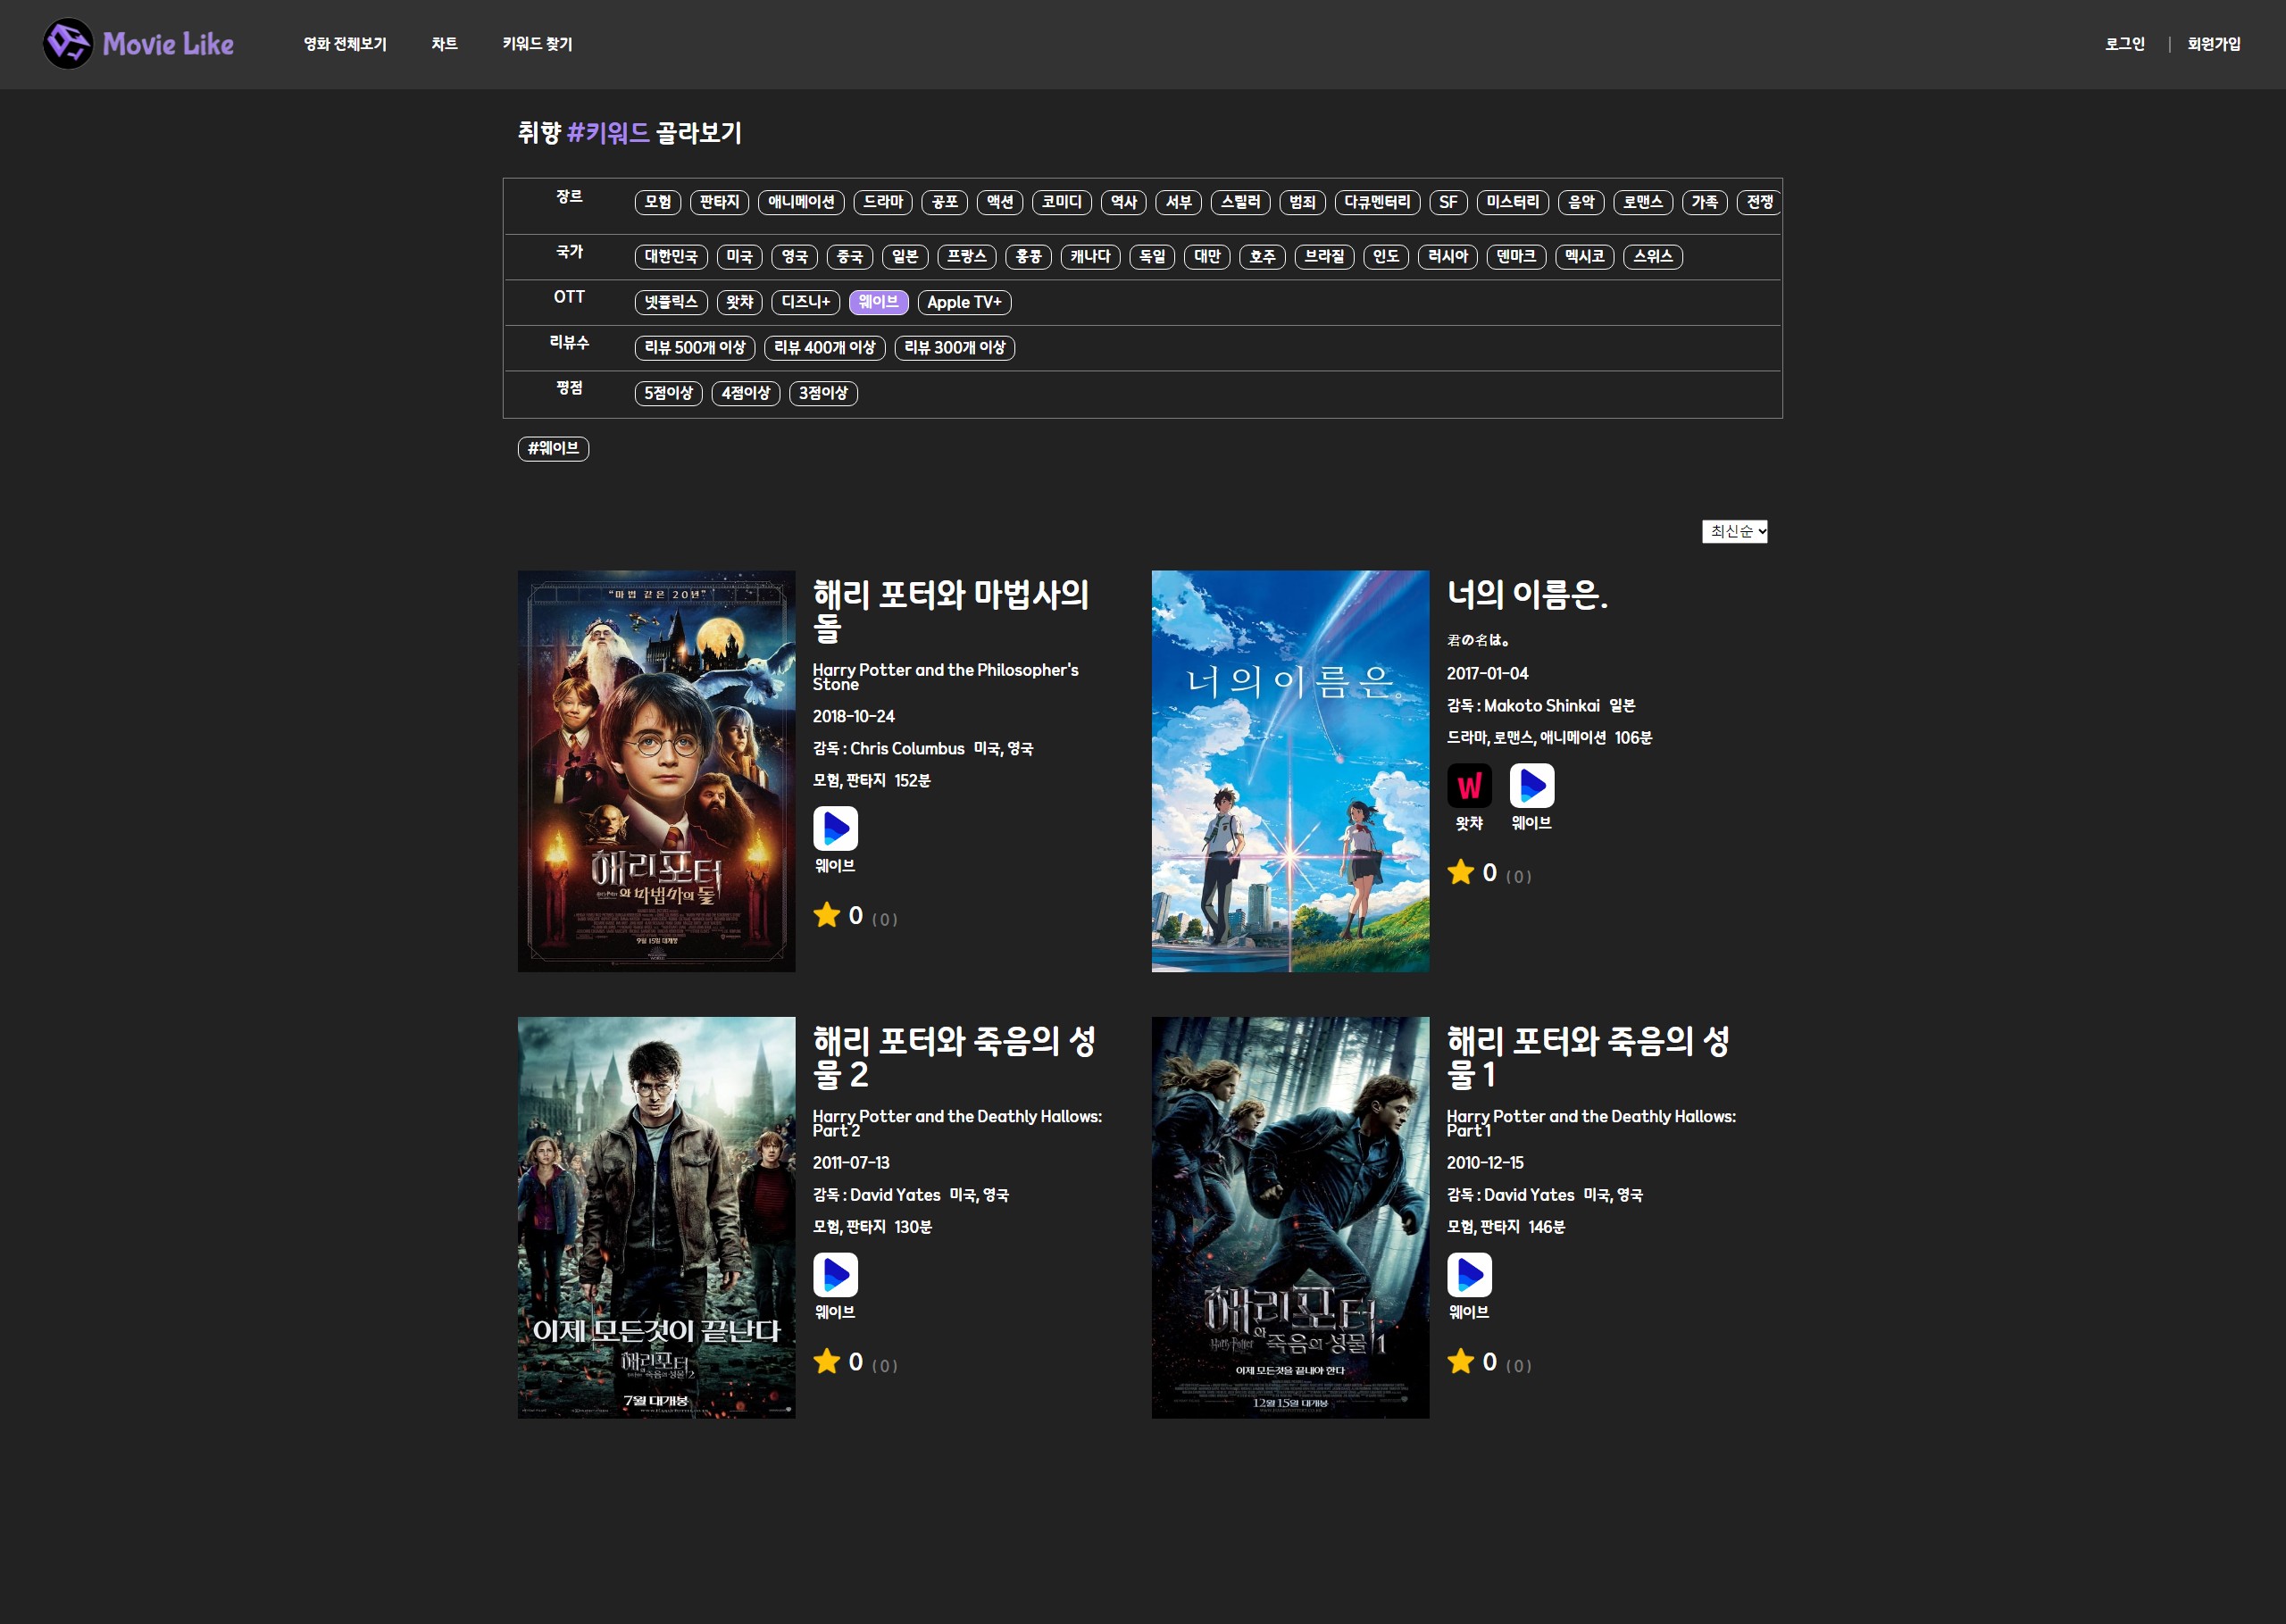 Movie Like 영화 전체보기 차트 키워드 찾기 로그인 | 회원가입
취향 #키워드 골라보기
장르 모험 판타지 애니메이션 드라마 공포 액션 코미디 역사 서부 스릴러 범죄 다큐멘터리 SF 미스터리 음악 로맨스 가족 전쟁
국가 대한민국 미국 영국 중국 일본 프랑스 홍콩 캐나다 독일 대만 호주 브라질 인도 러시아 덴마크 멕시코 스위스
OTT 넷플릭스 왓챠 디즈니+ 웨이브 Apple TV+
리뷰수 리뷰 500개 이상 리뷰 400개 이상 리뷰 300개 이상
평점 5점이상 4점이상 3점이상
#웨이브
최신순
“마법 같은 20년”
해리포터
와 마법사의 돌
9월 15일 대개봉
해리 포터와 마법사의
돌
Harry Potter and the Philosopher's
Stone
2018-10-24
감독 : Chris Columbus 미국, 영국
모험, 판타지 152분
웨이브
0 ( 0 )
너의이름은.
너의 이름은.
君の名は。
2017-01-04
감독 : Makoto Shinkai 일본
드라마, 로맨스, 애니메이션 106분
W
왓챠 웨이브
0 ( 0 )
이제 모든것이 끝난다
해리포터
죽음의 성물 2
7월 대개봉
해리 포터와 죽음의 성
물 2
Harry Potter and the Deathly Hallows:
Part 2
2011-07-13
감독 : David Yates 미국, 영국
모험, 판타지 130분
웨이브
0 ( 0 )
해리포터
와
Harry Potter 죽음의 성물 1
이제 모든것을 끝내야 한다
12월 15일 대개봉
해리 포터와 죽음의 성
물 1
Harry Potter and the Deathly Hallows:
Part 1
2010-12-15
감독 : David Yates 미국, 영국
모험, 판타지 146분
웨이브
0 ( 0 )